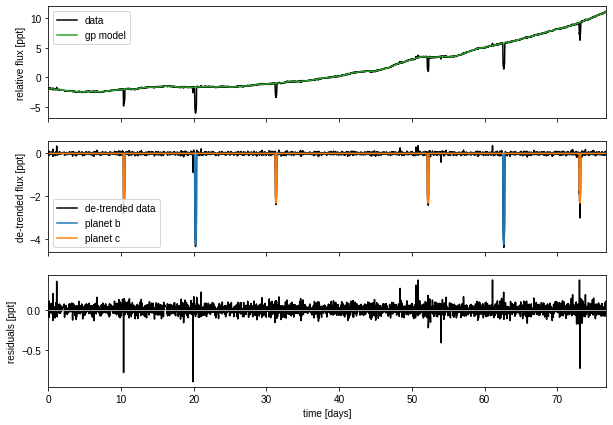 relative flux [ppt]
10
5
0
−5
data
gp model
de-trended flux [ppt]
0
−2
−4
de-trended data
planet b
planet c
residuals [ppt]
0.0
−0.5
0 10 20 30 40 50 60 70
time [days]